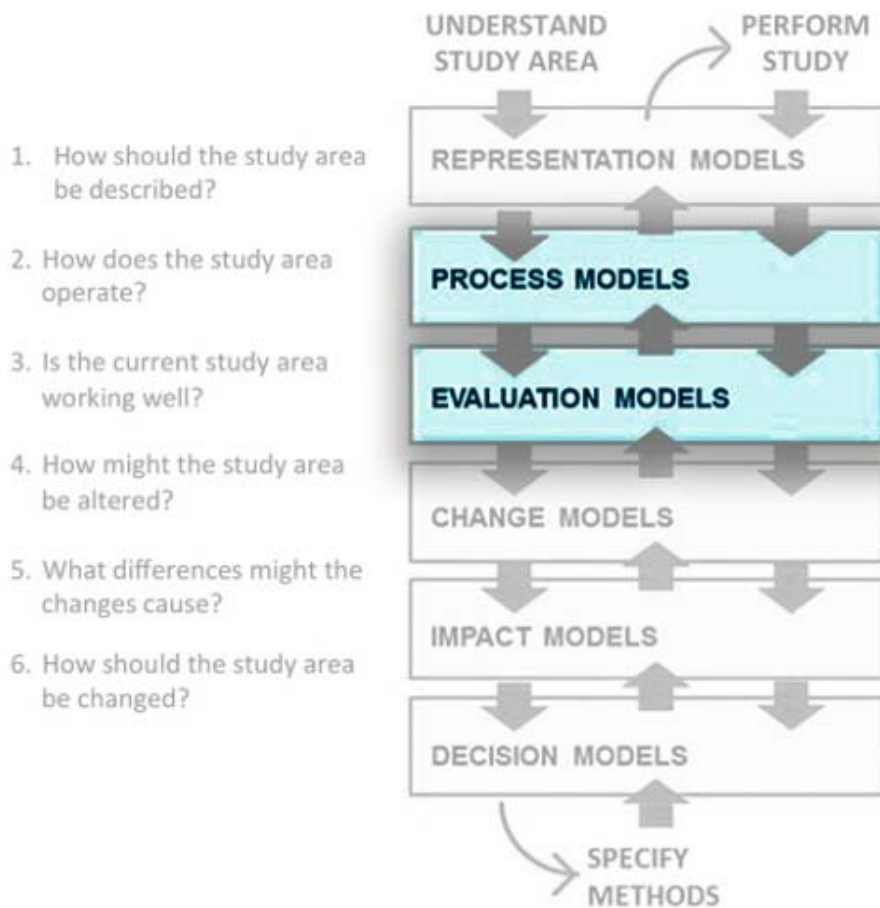 UNDERSTAND
STUDY AREA
PERFORM
STUDY
1. How should the study area
be described?
REPRESENTATION MODELS
2. How does the study area
operate?
PROCESS MODELS
3. Is the current study area
working well?
EVALUATION MODELS
4. How might the study area
be altered?
CHANGE MODELS
5. What differences might the
changes cause?
IMPACT MODELS
6. How should the study area
be changed?
DECISION MODELS
SPECIFY
METHODS